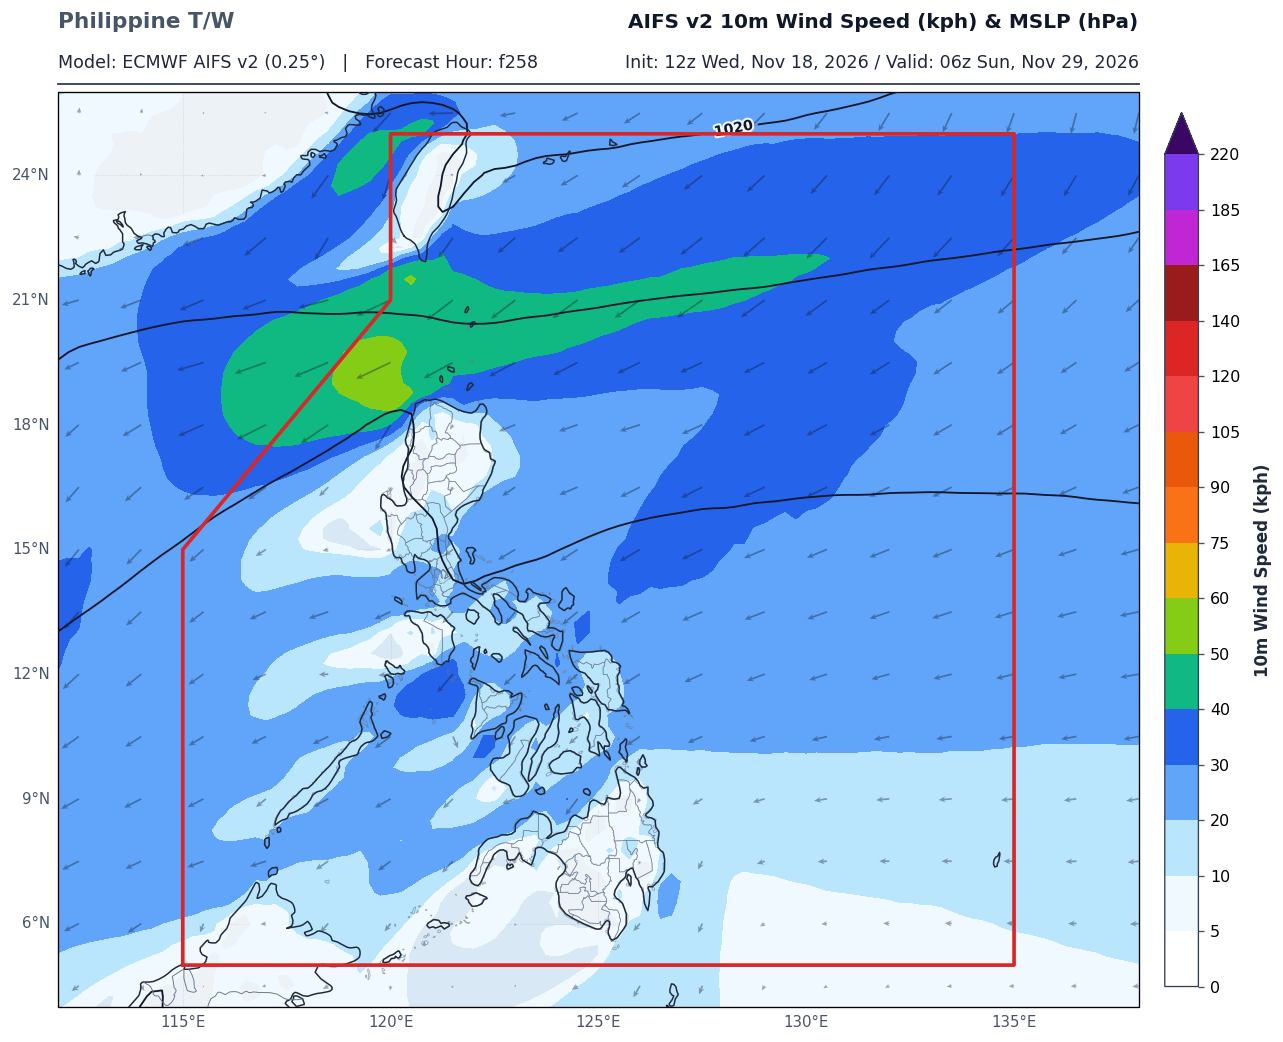 Philippine T/W
AIFS v2 10m Wind Speed (kph) & MSLP (hPa)
Model: ECMWF AIFS v2 (0.25°) | Forecast Hour: f258
Init: 12z Wed, Nov 18, 2026 / Valid: 06z Sun, Nov 29, 2026
1020
24°N
21°N
18°N
15°N
12°N
9°N
6°N
115°E
120°E
125°E
130°E
135°E
220
185
165
140
120
105
90
75
60
50
40
30
20
10
5
0
10m Wind Speed (kph)